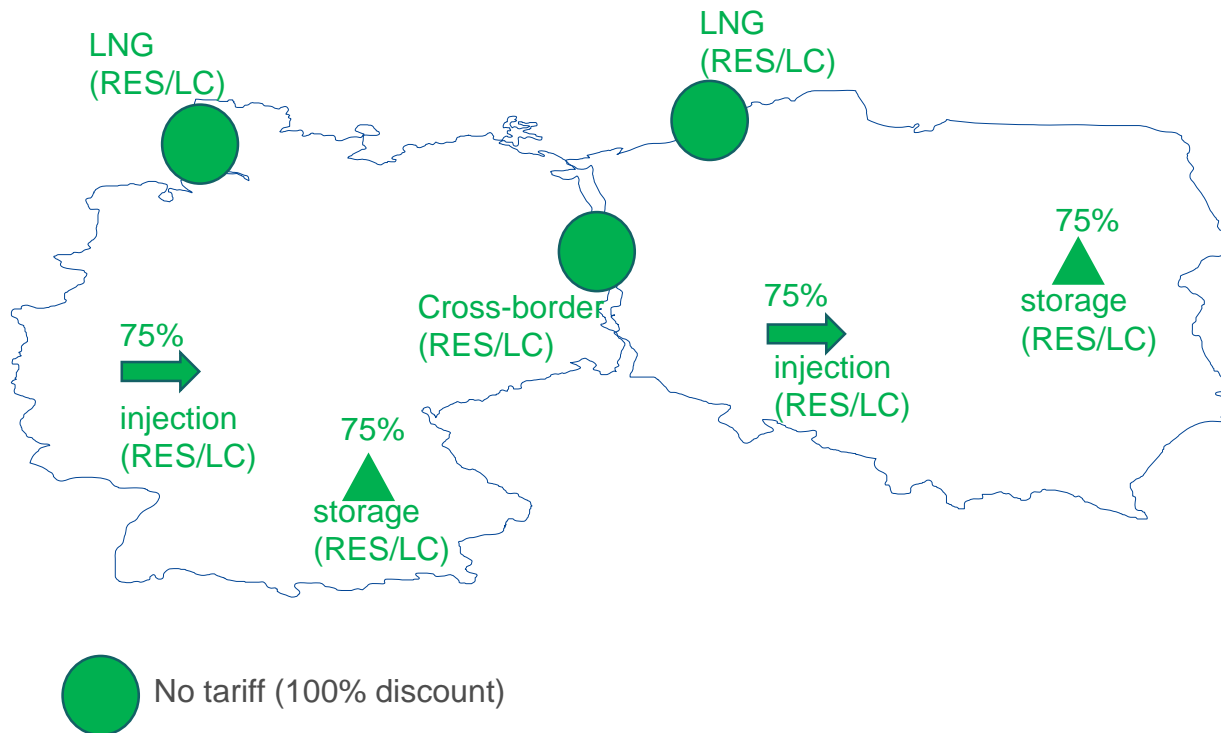 LNG
(RES/LC)
LNG
(RES/LC)
Cross-border
(RES/LC)
75%
injection
(RES/LC)
75%
storage
(RES/LC)
75%
injection
(RES/LC)
75%
storage
(RES/LC)
No tariff (100% discount)